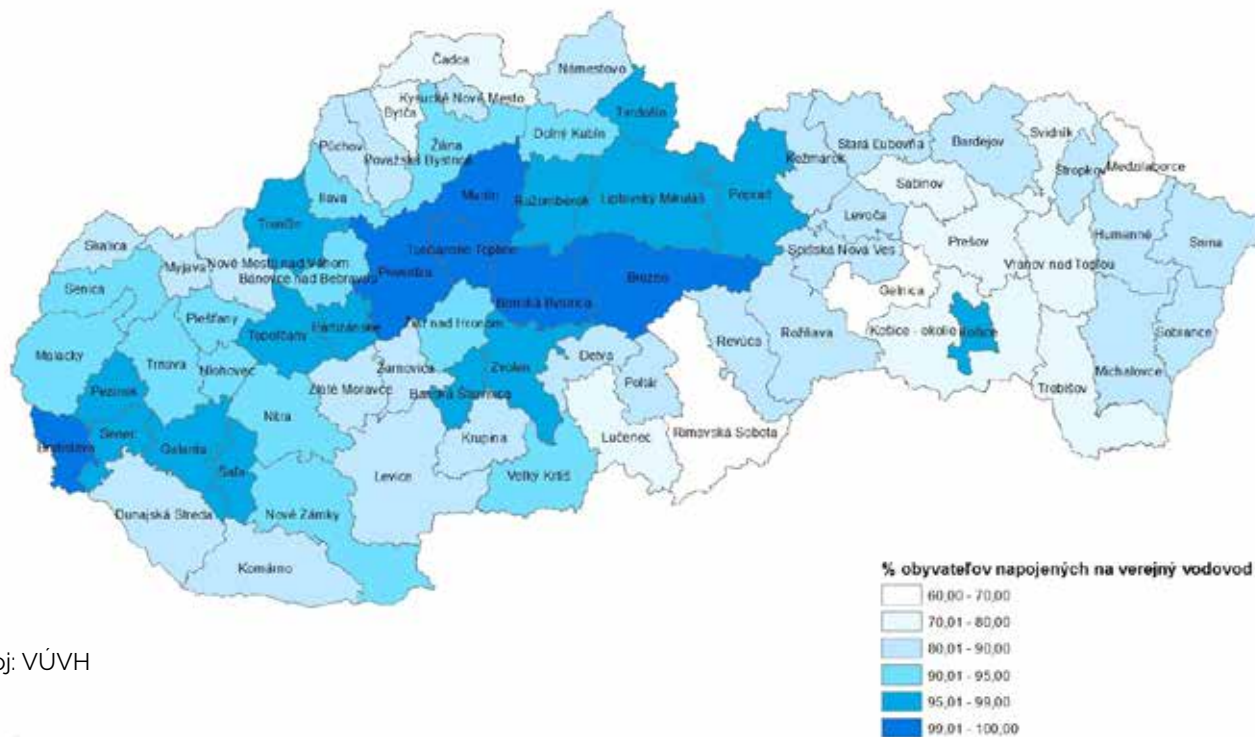 Čadca
Námestovo
Kysucké Nové Mesto
Bytča
Tvrdošín
Dolný Kubín
Žilina
Púchov
Považská Bystrica
Ilava
Martin
Ružomberok
Liptovský Mikuláš
Poprad
Kežmarok
Stará Ľubovňa
Bardejov
Svidník
Stropkov
Medzilaborce
Sabinov
Levoča
Prešov
Humenné
Snina
Spišská Nová Ves
Vranov nad Topľou
Trenčín
Turčianske Teplice
Skalica
Myjava
Nové Mesto nad Váhom
Bánovce nad Bebravou
Prievidza
Senica
Piešťany
Topoľčany
Partizánske
Žiar nad Hronom
Banská Bystrica
Brezno
Gelnica
Košice - okolie
Košice
Rožňava
Revúca
Sobrance
Michalovce
Trebišov
Malacky
Trnava
Hlohovec
Zlaté Moravce
Žarnovica
Zvolen
Detva
Poltár
Pezinok
Banská Štiavnica
Nitra
Bratislava
Senec
Galanta
Šaľa
Krupina
Lučenec
Rimavská Sobota
Levice
Veľký Krtíš
Dunajská Streda
Nové Zámky
Komárno
% obyvateľov napojených na verejný vodovod
60,00 - 70,00
70,01 - 80,00
80,01 - 90,00
90,01 - 95,00
95,01 - 99,00
99,01 - 100,00
oj: VÚVH